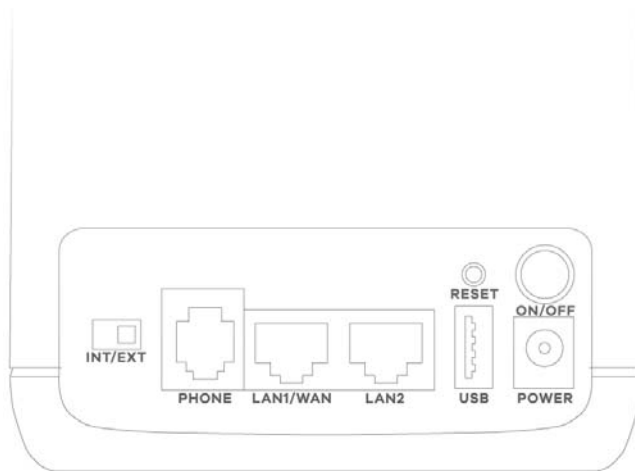 RESET
ON/OFF
INT/EXT
PHONE
LAN1/WAN
LAN2
USB
POWER